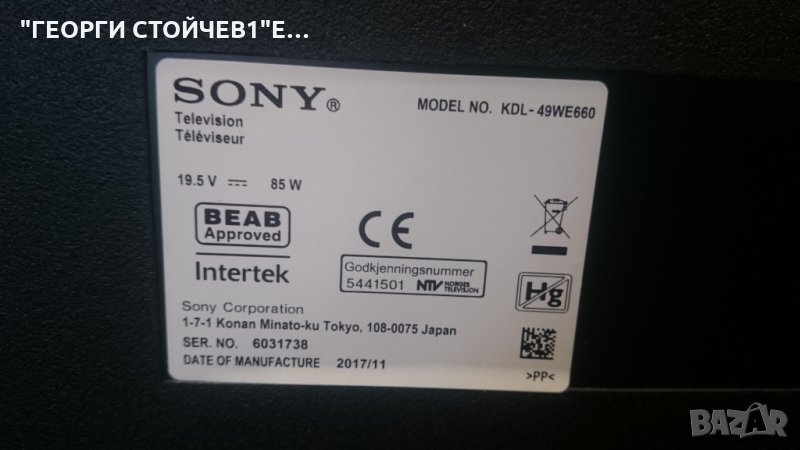 "ГЕОРГИ СТОЙЧЕВ1"Е...
SONY®
MODEL NO. KDL-49WE660
Television
Téléviseur
19.5 V 85 W
BEAB
Approved
CE
Intertek
Godkjenningsnummer
5441501 NTV NORGES TELEVISION
Hg
Sony Corporation
1-7-1 Konan Minato-ku Tokyo, 108-0075 Japan
SER. NO. 6031738
DATE OF MANUFACTURE 2017/11
>PP<
BAZAR